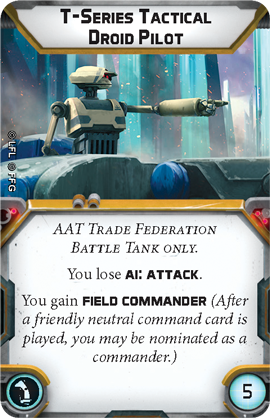 T-Series Tactical
Droid Pilot
© LFL © FFG
AAT Trade Federation
Battle Tank only.
You lose AI: Attack.
You gain Field Commander (After
a friendly neutral command card is
played, you may be nominated as a
commander.)
5